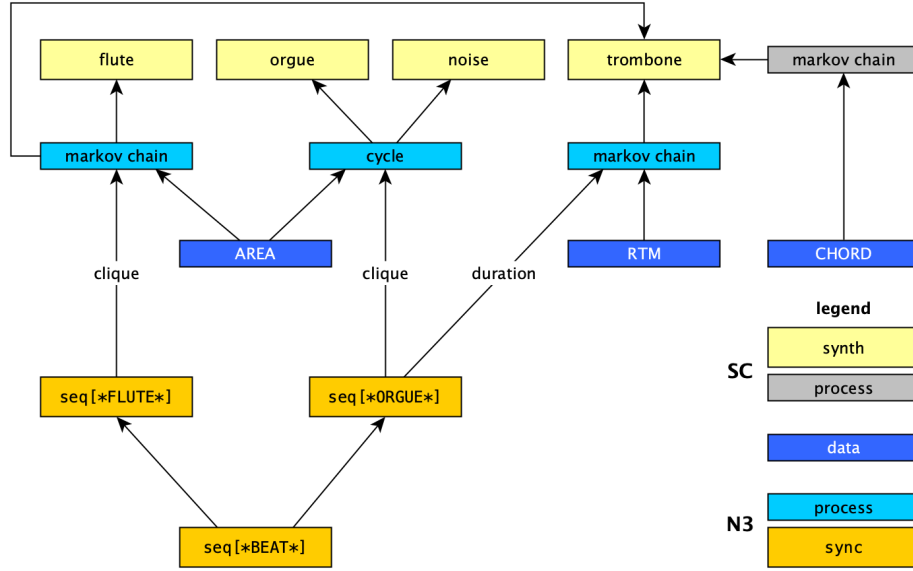 flute
orgue
noise
trombone
markov chain
markov chain
cycle
markov chain
AREA
RTM
CHORD
clique
clique
duration
legend
synth
SC
process
seq[*FLUTE*]
seq[*ORGUE*]
data
process
N3
seq[*BEAT*]
sync